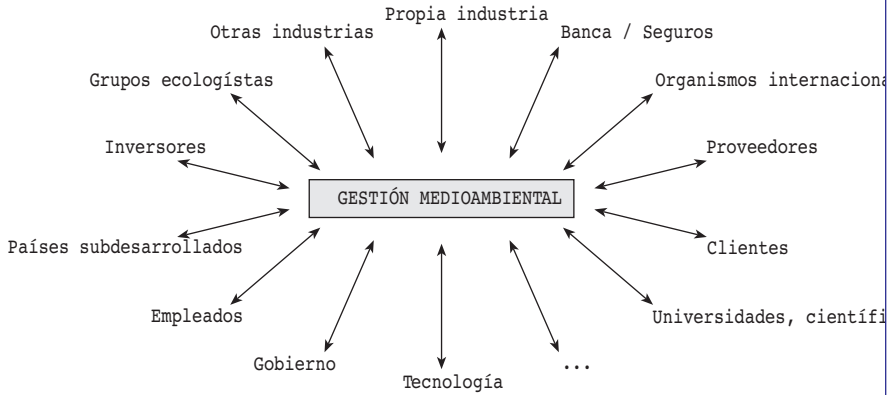 Propia industria
Otras industrias
Banca / Seguros
Grupos ecologístas
Organismos internaciona
Inversores
Proveedores
GESTIÓN MEDIOAMBIENTAL
Países subdesarrollados
Clientes
Empleados
Universidades, científi
Gobierno
...
Tecnología